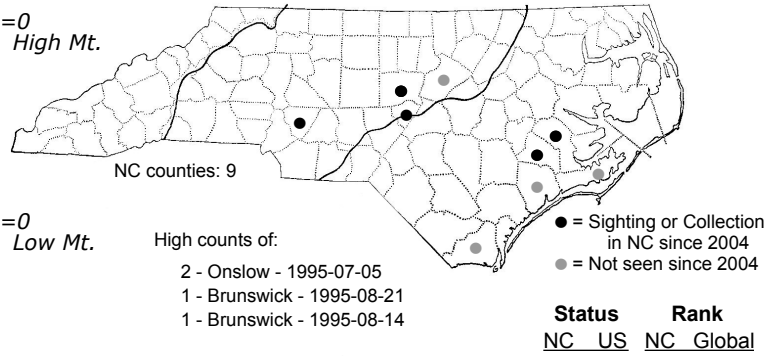 =0
High Mt.
NC counties: 9
=0
Low Mt.
High counts of:
2 - Onslow - 1995-07-05
1 - Brunswick - 1995-08-21
1 - Brunswick - 1995-08-14
= Sighting or Collection
in NC since 2004
= Not seen since 2004
Status Rank
NC US NC Global